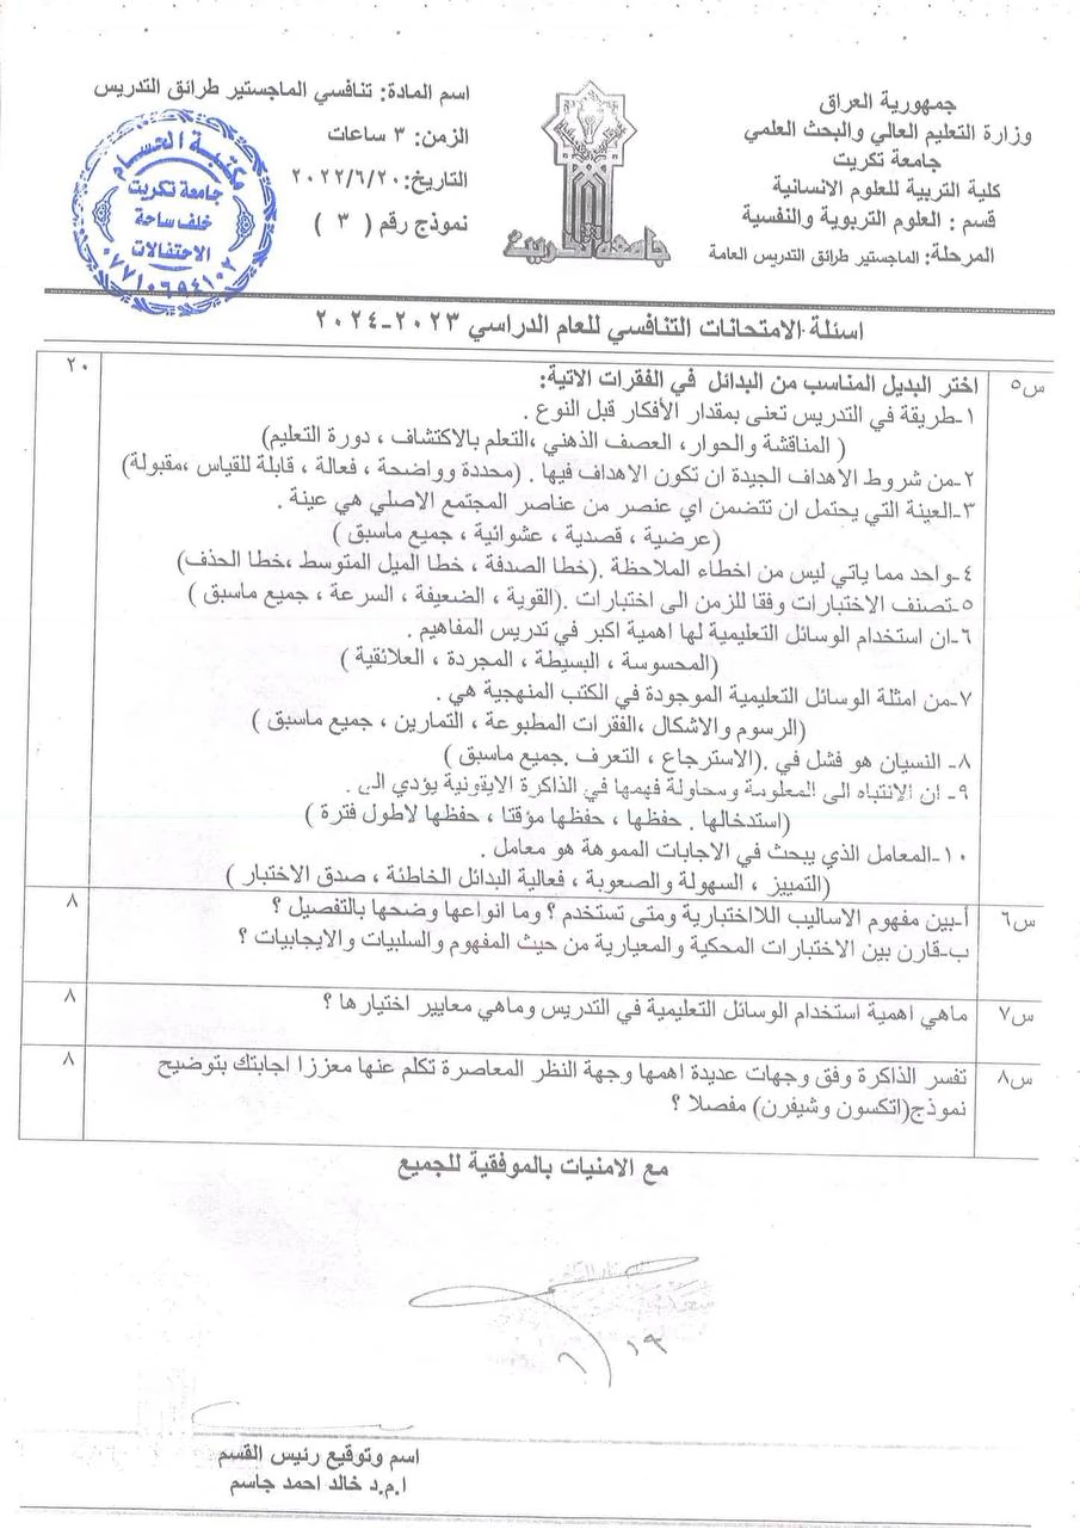 جمهورية العراق
وزارة التعليم العالي والبحث العلمي
جامعة تكريت
كلية التربية للعلوم الانسانية
قسم : العلوم التربوية والنفسية
المرحلة: الماجستير طرائق التدريس العامة
جامعة تكريت
اسم المادة: تنافسي الماجستير طرائق التدريس
الزمن: ٣ ساعات
التاريخ: ٢٠٢٢/٦/٢٠
نموذج رقم ( ٣ )
مكتبة الحسام
جامعة تكريت
خلف ساحة
الاحتفالات
٠٧٧١٠٦٩٤١٠٢
اسئلة الامتحانات التنافسي للعام الدراسي ٢٠٢٣-٢٠٢٤
س٥ اختر البديل المناسب من البدائل في الفقرات الاتية: ٢٠
١-طريقة في التدريس تعنى بمقدار الأفكار قبل النوع .
( المناقشة والحوار، العصف الذهني ،التعلم بالاكتشاف ، دورة التعليم)
٢-من شروط الاهداف الجيدة ان تكون الاهداف فيها . (محددة وواضحة ، فعالة ، قابلة للقياس ،مقبولة)
٣-العينة التي يحتمل ان تتضمن اي عنصر من عناصر المجتمع الاصلي هي عينة .
(عرضية ، قصدية ، عشوائية ، جميع ماسبق )
٤-واحد مما ياتي ليس من اخطاء الملاحظة .(خطا الصدفة ، خطا الميل المتوسط ،خطا الحذف)
٥-تصنف الاختبارات وفقا للزمن الى اختبارات .(القوية ، الضعيفة ، السرعة ، جميع ماسبق )
٦-ان استخدام الوسائل التعليمية لها اهمية اكبر في تدريس المفاهيم .
(المحسوسة ، البسيطة ، المجردة ، العلائقية )
٧-من امثلة الوسائل التعليمية الموجودة في الكتب المنهجية هي .
(الرسوم والاشكال ،الفقرات المطبوعة ، التمارين ، جميع ماسبق )
٨- النسيان هو فشل في .(الاسترجاع ، التعرف .جميع ماسبق )
٩- ان الانتباه الى المعلومة ومحاولة فهمها في الذاكرة الايقونية يؤدي الى .
(استدخالها . حفظها ، حفظها مؤقتا ، حفظها لاطول فترة )
١٠-المعامل الذي يبحث في الاجابات المموهة هو معامل .
(التمييز ، السهولة والصعوبة ، فعالية البدائل الخاطئة ، صدق الاختبار )
س٦ أ-بين مفهوم الاساليب اللااختبارية ومتى تستخدم ؟ وما انواعها وضحها بالتفصيل ؟ ٨
ب-قارن بين الاختبارات المحكية والمعيارية من حيث المفهوم والسلبيات والايجابيات ؟
س٧ ماهي اهمية استخدام الوسائل التعليمية في التدريس وماهي معايير اختيارها ؟ ٨
س٨ تفسر الذاكرة وفق وجهات عديدة اهمها وجهة النظر المعاصرة تكلم عنها معززا اجابتك بتوضيح ٨
نموذج(اتكسون وشيفرن) مفصلا ؟
مع الامنيات بالموفقية للجميع
١٩/٦
اسم وتوقيع رئيس القسم
ا.م.د خالد احمد جاسم